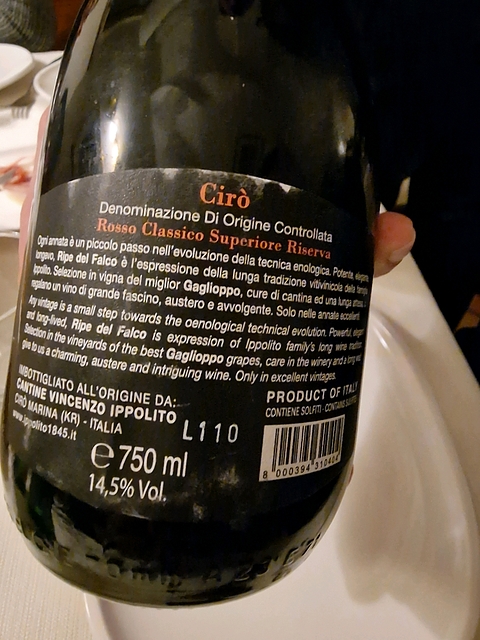 Cirò
Denominazione Di Origine Controllata
Rosso Classico Superiore Riserva
Ogni annata è un piccolo passo nell'evoluzione della tecnica enologica. Potente, elegante,
longevo, Ripe del Falco è l'espressione della lunga tradizione vitivinicola della famiglia
Ippolito. Selezione in vigna del miglior Gaglioppo, cure di cantina ed una lunga attesa,
regalano un vino di grande fascino, austero e avvolgente. Solo nelle annate eccellenti.
Any vintage is a small step towards the oenological technical evolution. Powerful, elegant
and long-lived, Ripe del Falco is expression of Ippolito family's long wine tradition.
Selection in the vineyards of the best Gaglioppo grapes, care in the winery and a long wait
give to us a charming, austere and intriguing wine. Only in excellent vintages.
IMBOTTIGLIATO ALL'ORIGINE DA:
CANTINE VINCENZO IPPOLITO
CIRÒ MARINA (KR) - ITALIA
www.ippolito1845.it
L110
PRODUCT OF ITALY
CONTIENE SOLFITI - CONTAINS SULFITES
8 000394 310404
e 750 ml
14,5% Vol.